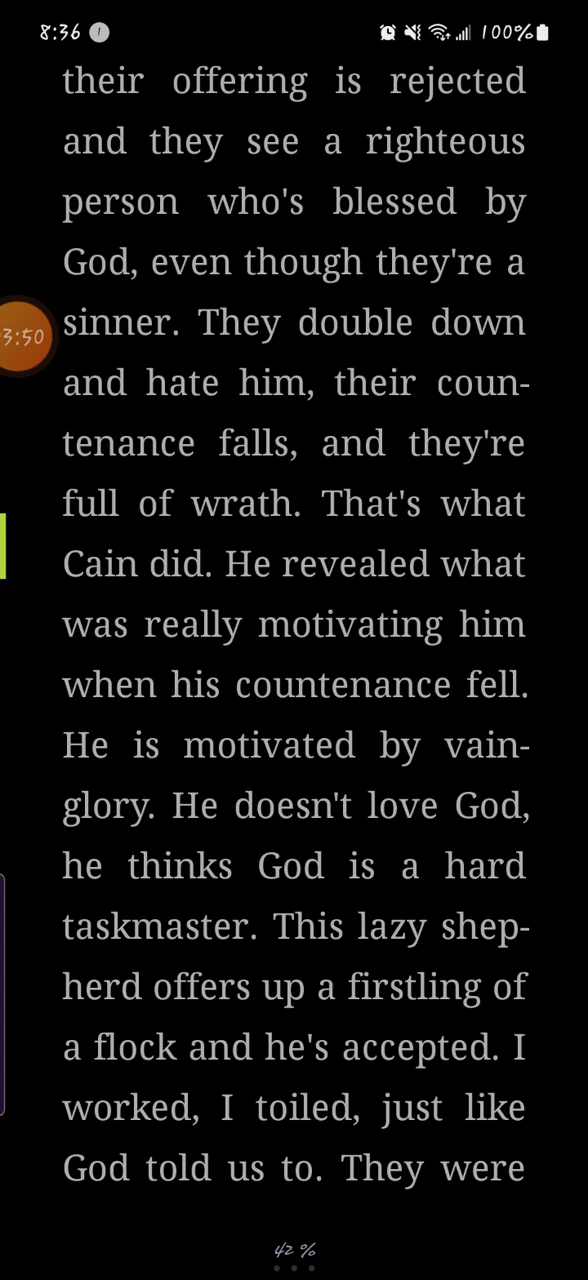 8:36
100%
their offering is rejected
and they see a righteous
person who's blessed by
God, even though they're a
sinner. They double down
3:50
and hate him, their coun-
tenance falls, and they're
full of wrath. That's what
Cain did. He revealed what
was really motivating him
when his countenance fell.
He is motivated by vain-
glory. He doesn't love God,
he thinks God is a hard
taskmaster. This lazy shep-
herd offers up a firstling of
a flock and he's accepted. I
worked, I toiled, just like
God told us to. They were
42%